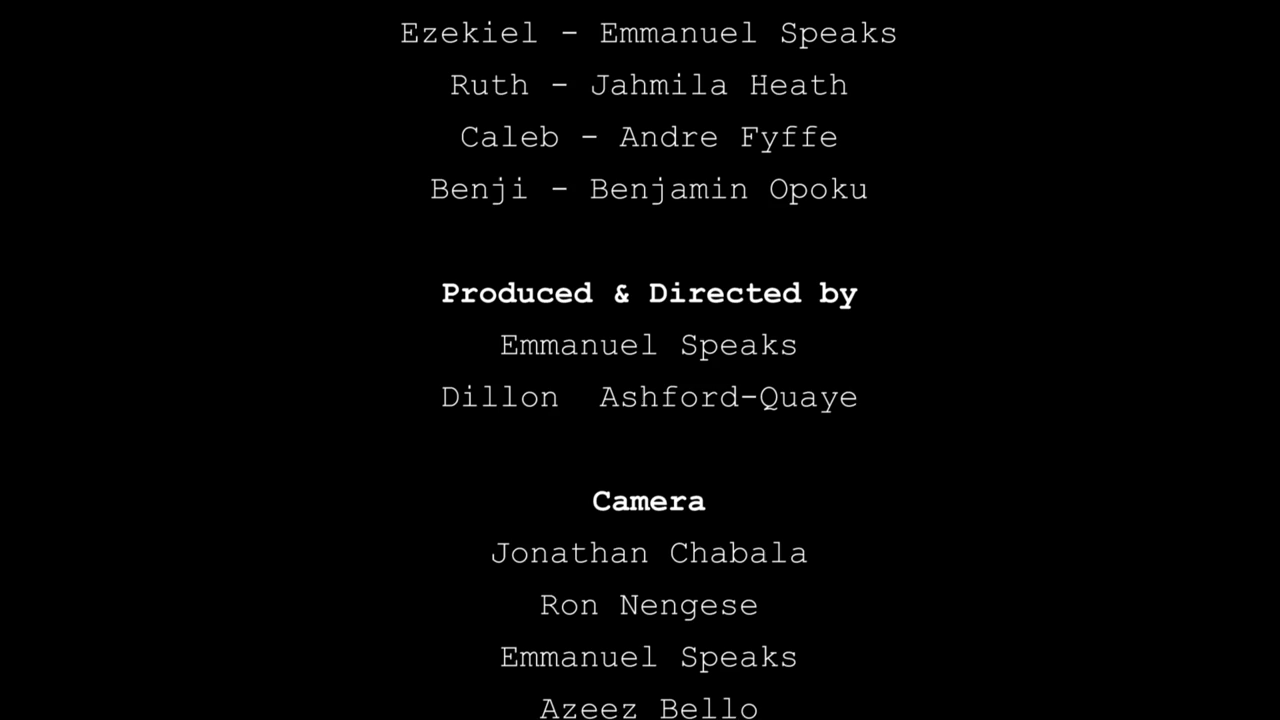 Ezekiel - Emmanuel Speaks
Ruth - Jahmila Heath
Caleb - Andre Fyffe
Benji - Benjamin Opoku
Produced & Directed by
Emmanuel Speaks
Dillon  Ashford-Quaye
Camera
Jonathan Chabala
Ron Nengese
Emmanuel Speaks
Azeez Bello